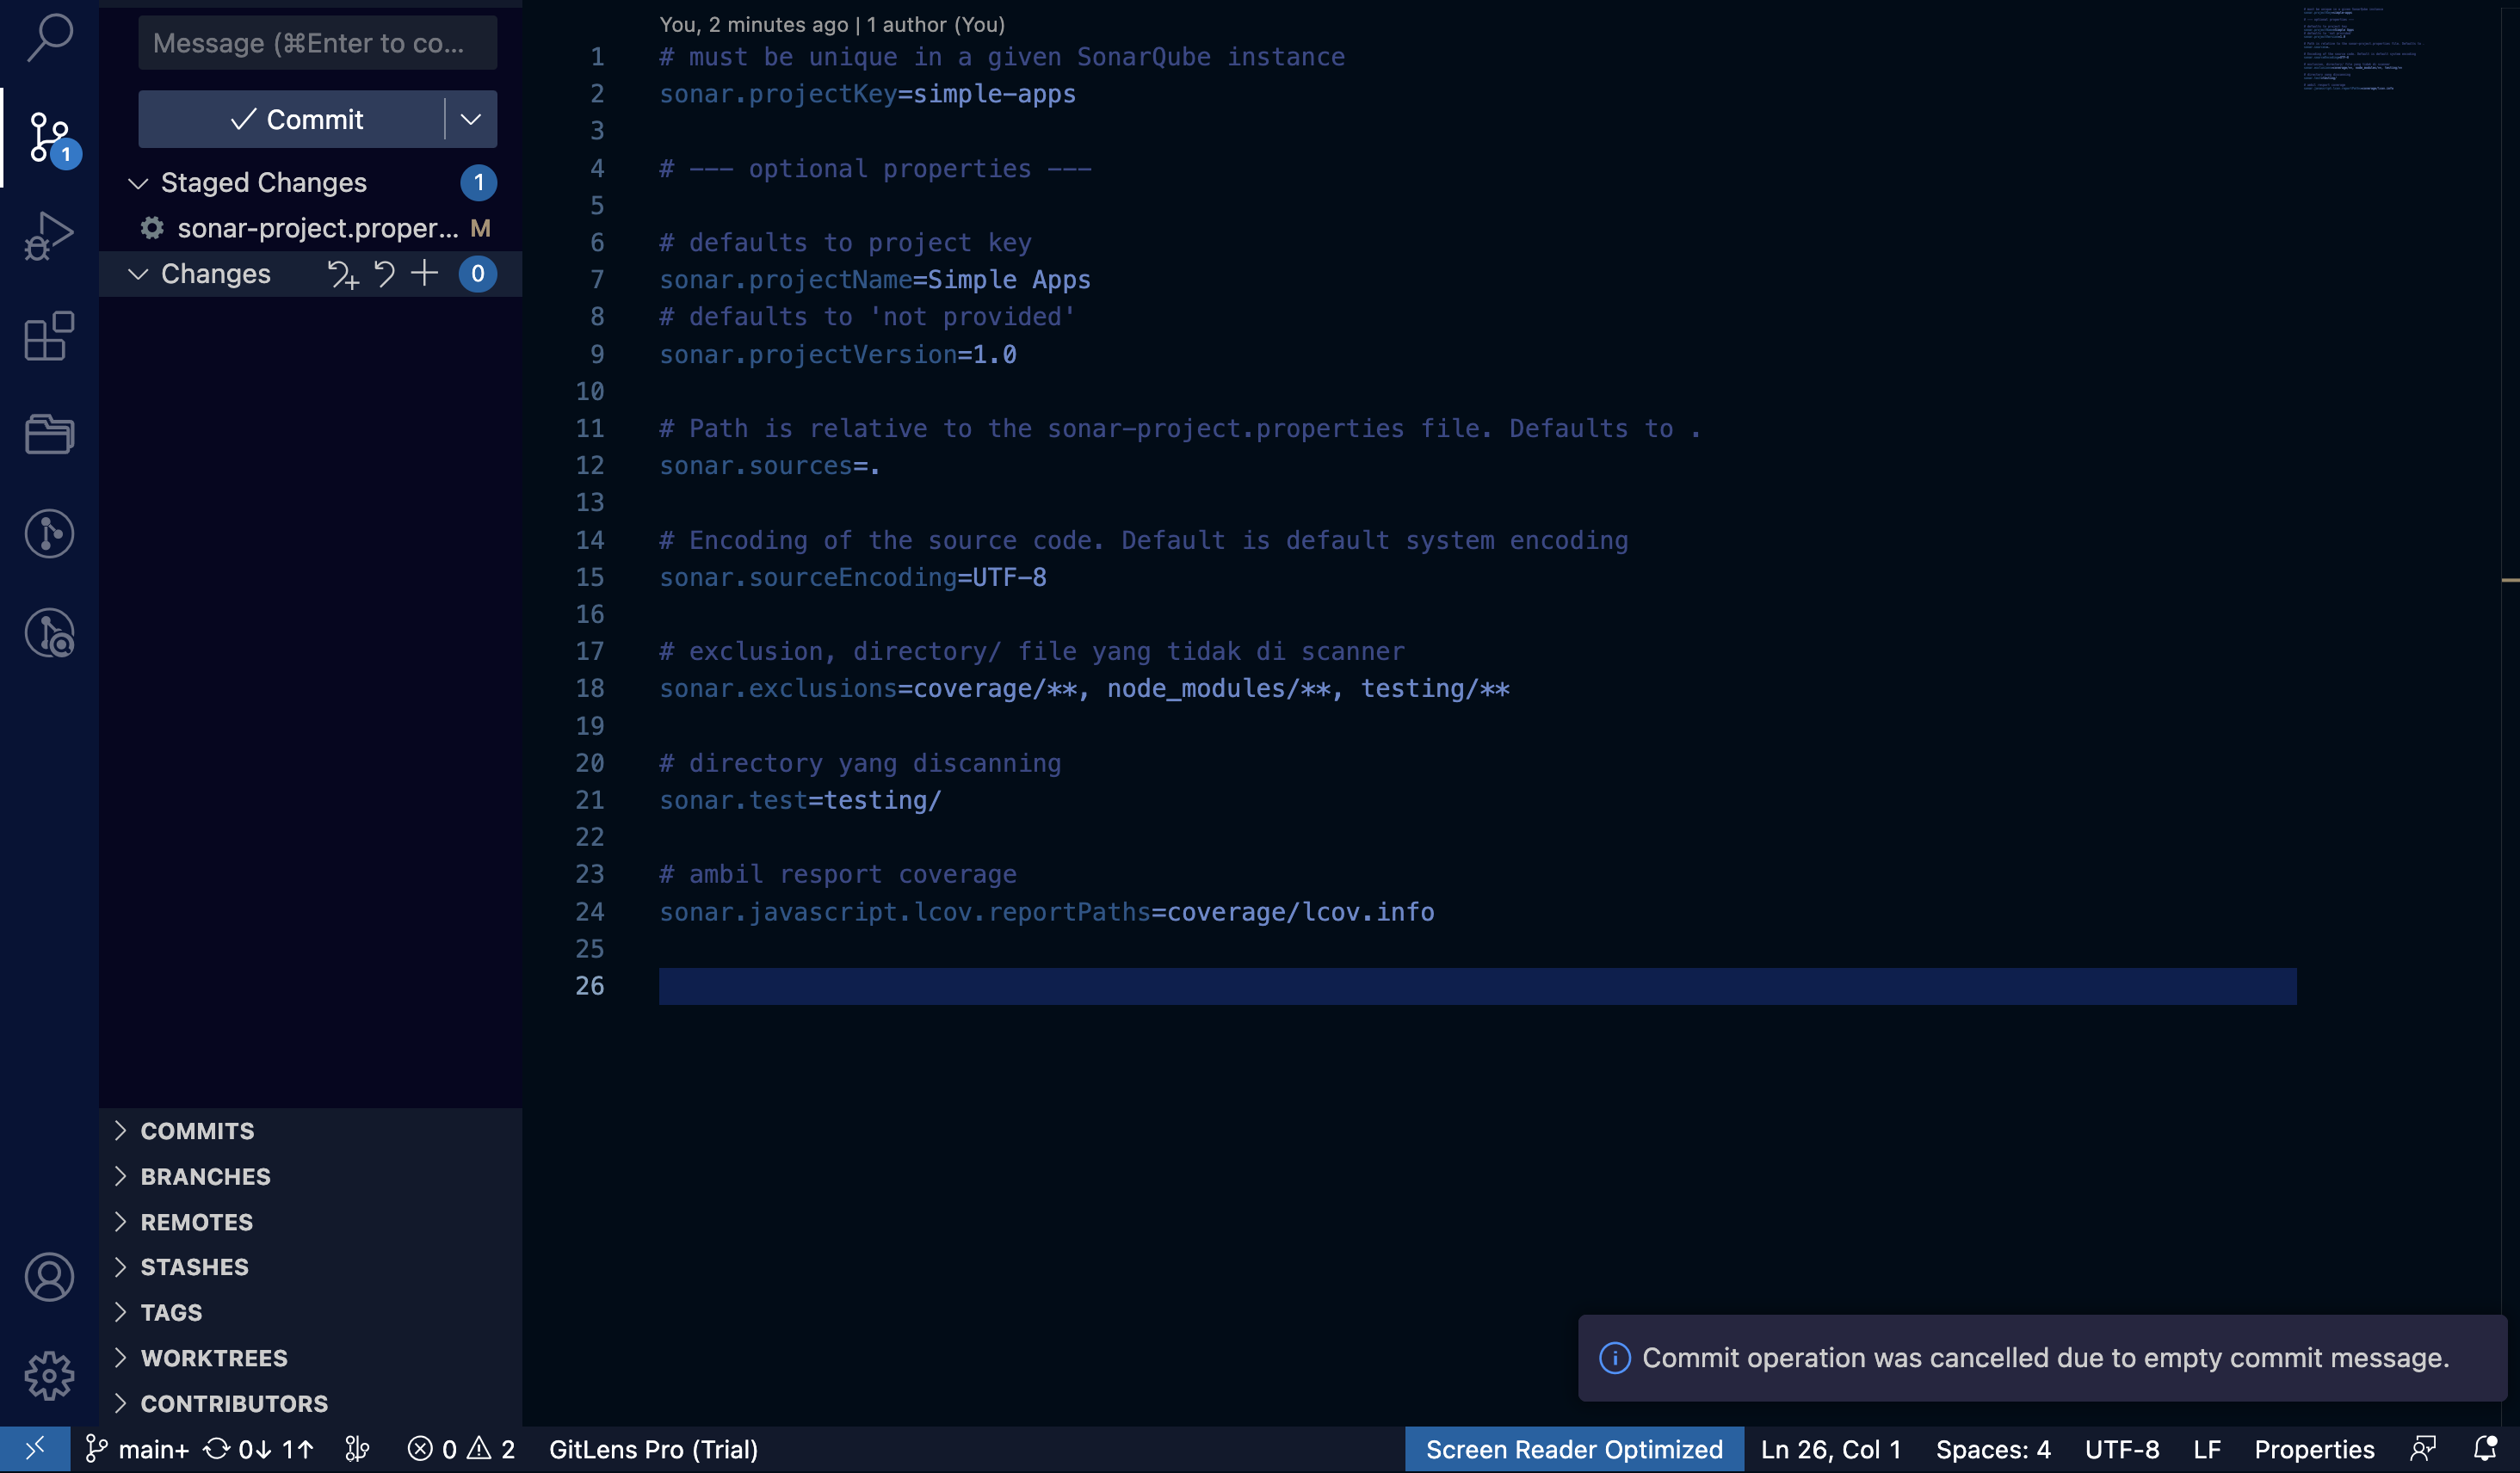 Message (⌘Enter to co...
Commit
Staged Changes 1
sonar-project.proper... M
Changes 0
1
COMMITS
BRANCHES
REMOTES
STASHES
TAGS
WORKTREES
CONTRIBUTORS
You, 2 minutes ago | 1 author (You)
1 # must be unique in a given SonarQube instance
2 sonar.projectKey=simple-apps
3
4 # --- optional properties ---
5
6 # defaults to project key
7 sonar.projectName=Simple Apps
8 # defaults to 'not provided'
9 sonar.projectVersion=1.0
10
11 # Path is relative to the sonar-project.properties file. Defaults to .
12 sonar.sources=.
13
14 # Encoding of the source code. Default is default system encoding
15 sonar.sourceEncoding=UTF-8
16
17 # exclusion, directory/ file yang tidak di scanner
18 sonar.exclusions=coverage/**, node_modules/**, testing/**
19
20 # directory yang discanning
21 sonar.test=testing/
22
23 # ambil resport coverage
24 sonar.javascript.lcov.reportPaths=coverage/lcov.info
25
26
Commit operation was cancelled due to empty commit message.
main+ 0↓ 1↑ 0 2 GitLens Pro (Trial) Screen Reader Optimized Ln 26, Col 1 Spaces: 4 UTF-8 LF Properties